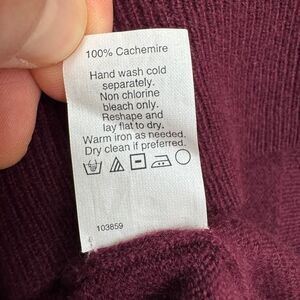 100% Cachemire
Hand wash cold
separately.
Non chlorine
bleach only.
Reshape and
lay flat to dry.
Warm iron as needed.
Dry clean if preferred.
103859